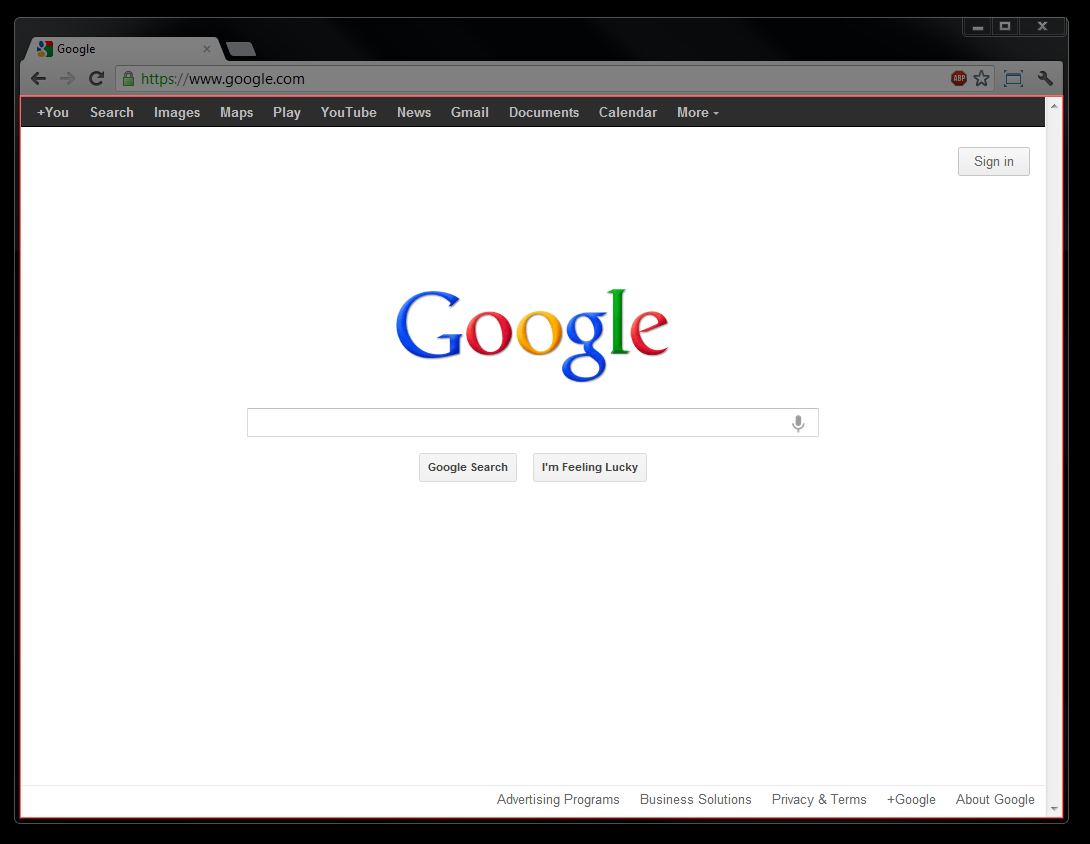 Google
https://www.google.com
ABP
+You Search Images Maps Play YouTube News Gmail Documents Calendar More
Sign in
Google
Google Search I'm Feeling Lucky
Advertising Programs Business Solutions Privacy & Terms +Google About Google